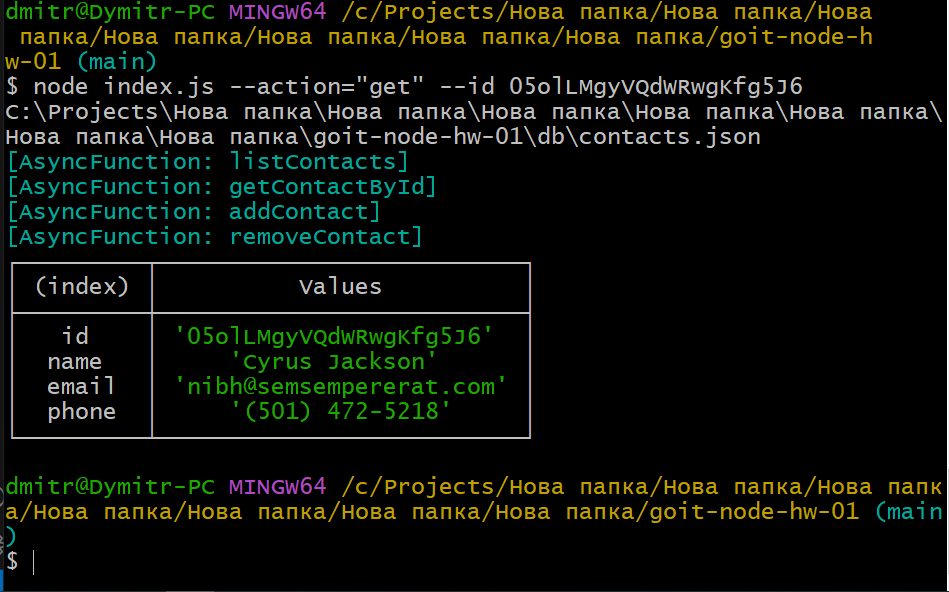 dmitr@Dymitr-PC MINGW64 /c/Projects/Нова папка/Нова папка/Нова
папка/Нова папка/Нова папка/Нова папка/Нова папка/goit-node-h
w-01 (main)
$ node index.js --action="get" --id 05olLMgyVQdWRwgKfg5J6
C:\Projects\Нова папка\Нова папка\Нова папка\Нова папка\Нова папка\
Нова папка\Нова папка\goit-node-hw-01\db\contacts.json
[AsyncFunction: listContacts]
[AsyncFunction: getContactById]
[AsyncFunction: addContact]
[AsyncFunction: removeContact]
(index) Values
id '05olLMgyVQdWRwgKfg5J6'
name 'Cyrus Jackson'
email 'nibh@semsempererat.com'
phone '(501) 472-5218'
dmitr@Dymitr-PC MINGW64 /c/Projects/Нова папка/Нова папка/Нова папк
а/Нова папка/Нова папка/Нова папка/Нова папка/goit-node-hw-01 (main
)
$